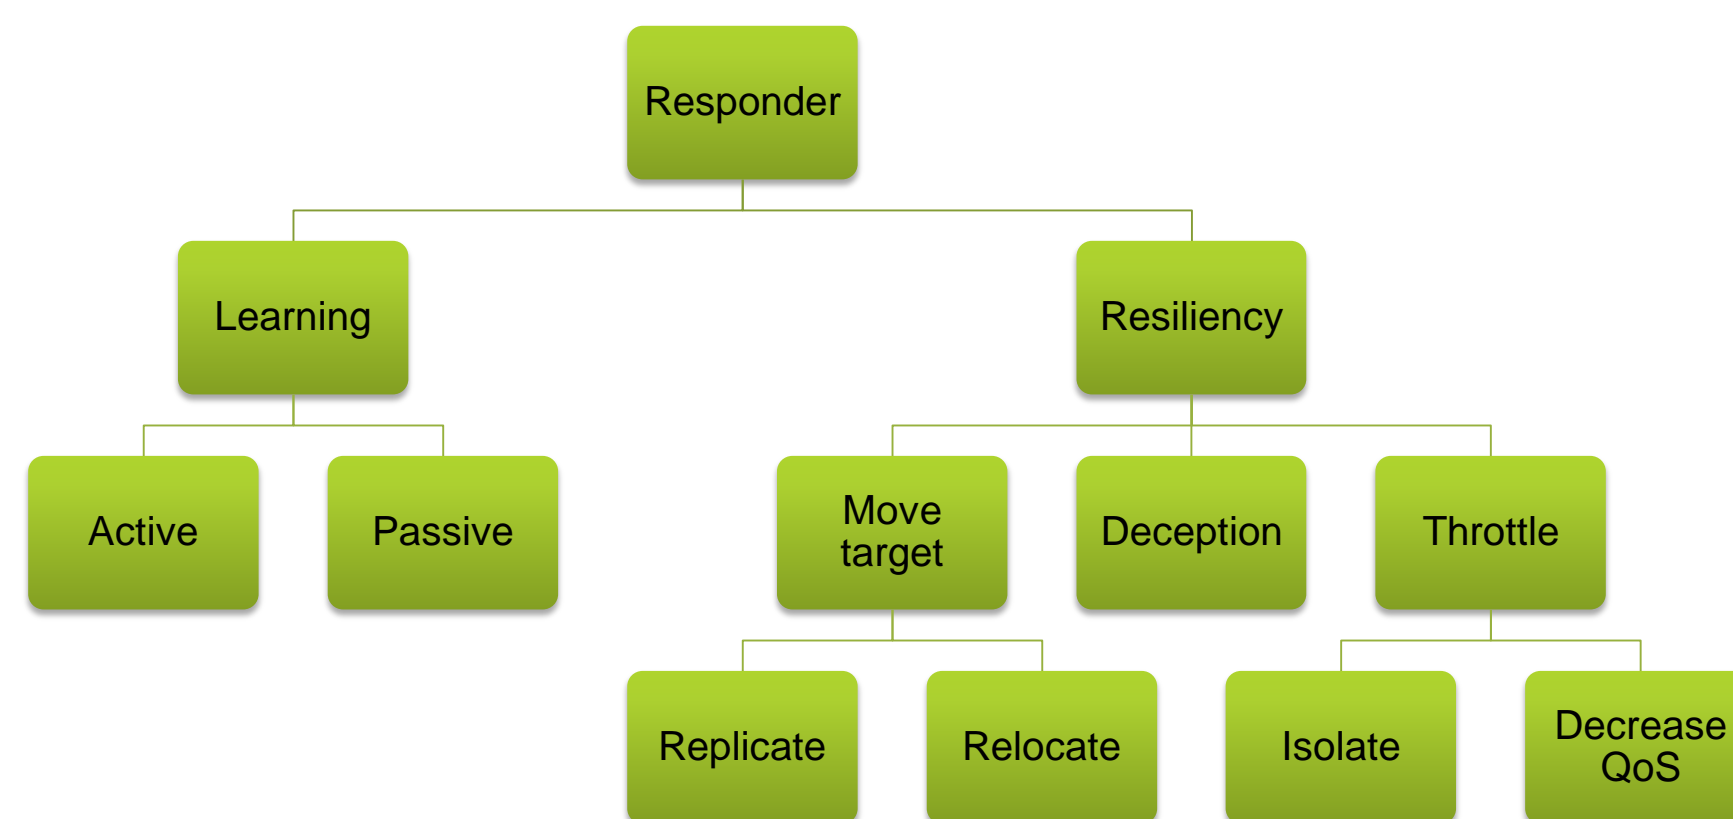 Responder
Learning
Resiliency
Active
Passive
Move
target
Deception
Throttle
Replicate
Relocate
Isolate
Decrease
QoS